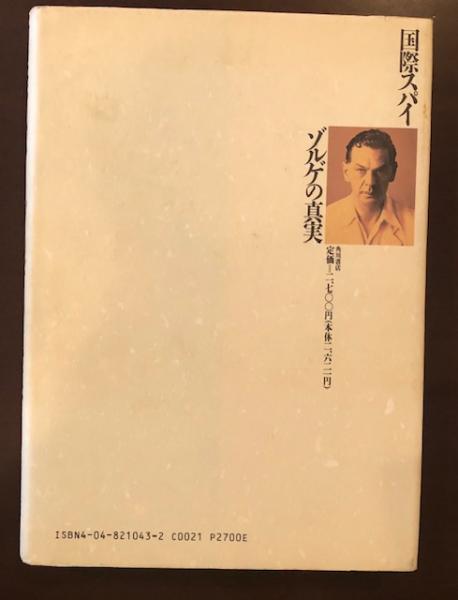 国際スパイ
ゾルゲの真実
角川書店
定価=二、七〇〇円(本体二、六二一円)
ISBN4-04-821043-2 C0021 P2700E